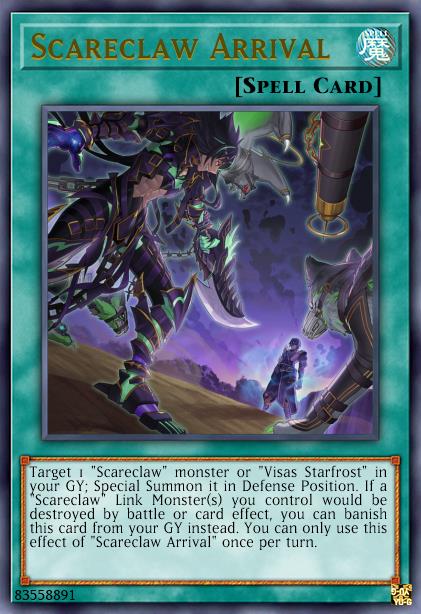 SCARECLAW ARRIVAL
魔
[SPELL CARD]
Target 1 "Scareclaw" monster or "Visas Starfrost" in
your GY; Special Summon it in Defense Position. If a
"Scareclaw" Link Monster(s) you control would be
destroyed by battle or card effect, you can banish
this card from your GY instead. You can only use this
effect of "Scareclaw Arrival" once per turn.
83558891